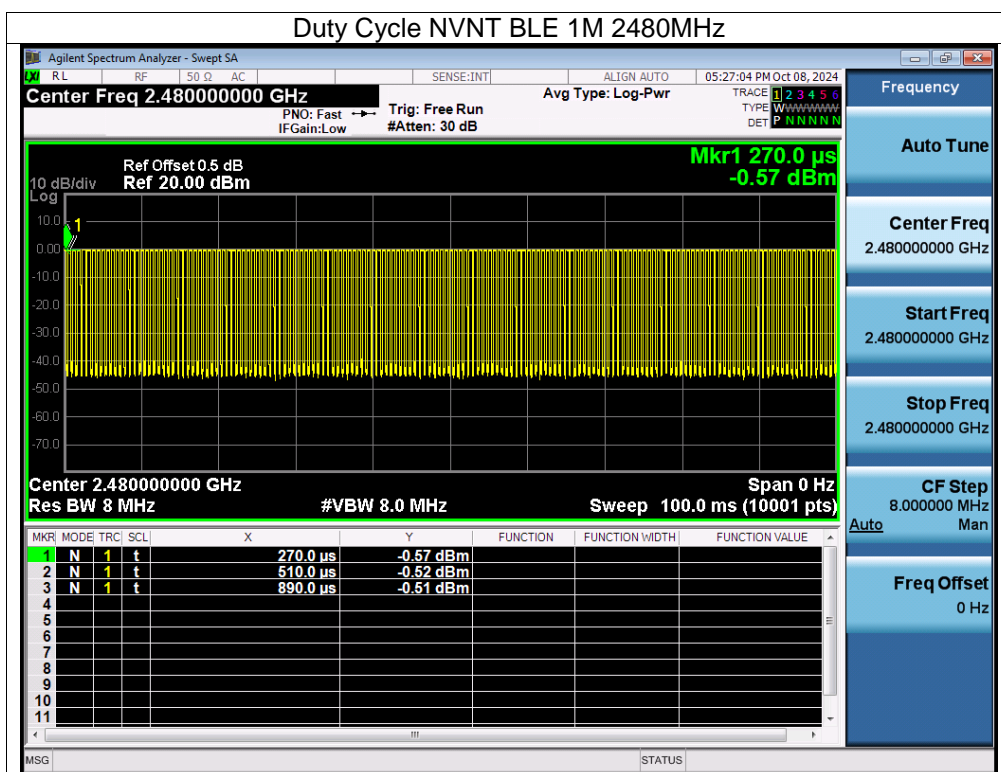 Duty Cycle NVNT BLE 1M 2480MHz
Agilent Spectrum Analyzer - Swept SA
LXI RL RF 50 Ω AC SENSE:INT ALIGN AUTO 05:27:04 PM Oct 08, 2024
Center Freq 2.480000000 GHz
PNO: Fast
IFGain:Low
Trig: Free Run
#Atten: 30 dB
Avg Type: Log-Pwr
TRACE 1 2 3 4 5 6
TYPE WWWWWW
DET P N N N N N
Ref Offset 0.5 dB
Ref 20.00 dBm
Mkr1 270.0 µs
-0.57 dBm
10 dB/div
Log
10.0
0.00
-10.0
-20.0
-30.0
-40.0
-50.0
-60.0
-70.0
1
Center 2.480000000 GHz Span 0 Hz
Res BW 8 MHz #VBW 8.0 MHz Sweep 100.0 ms (10001 pts)
MKR MODE TRC SCL X Y FUNCTION FUNCTION WIDTH FUNCTION VALUE
1 N 1 t 270.0 µs -0.57 dBm
2 N 1 t 510.0 µs -0.52 dBm
3 N 1 t 890.0 µs -0.51 dBm
4
5
6
7
8
9
10
11
MSG STATUS
Frequency
Auto Tune
Center Freq
2.480000000 GHz
Start Freq
2.480000000 GHz
Stop Freq
2.480000000 GHz
CF Step
8.000000 MHz
Auto Man
Freq Offset
0 Hz